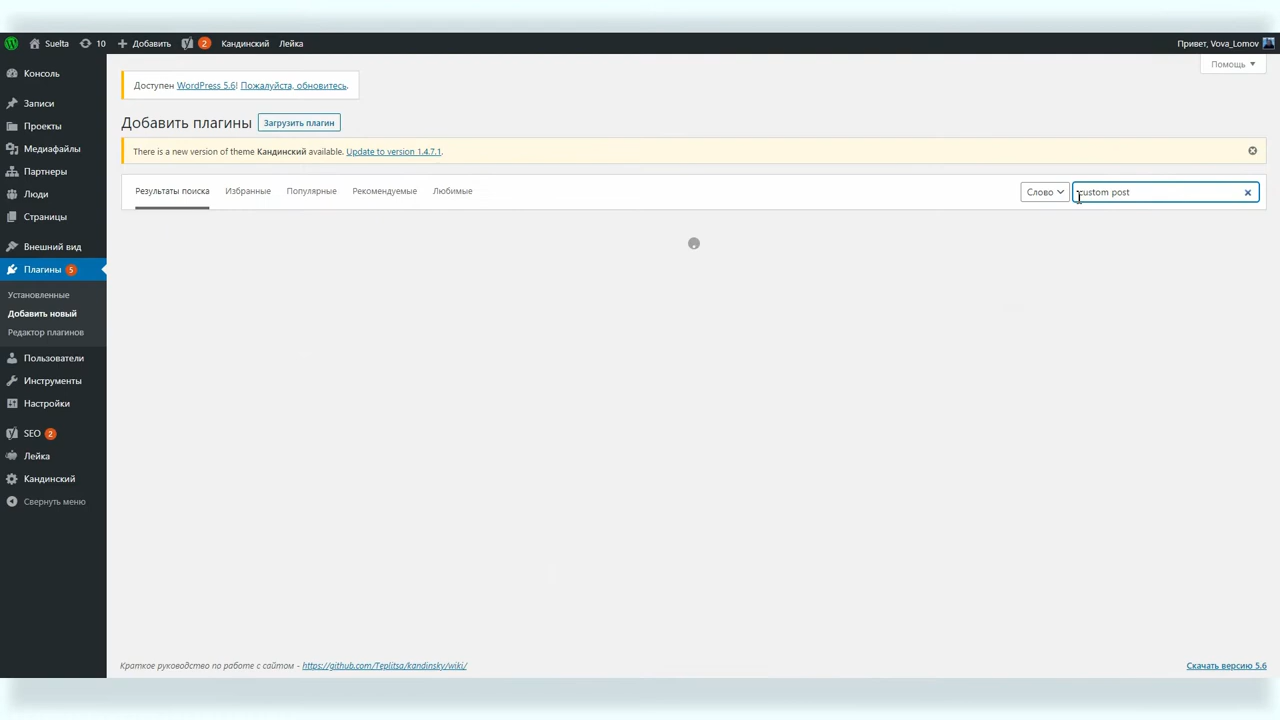 Suelta 10 Добавить 2 Кандинский Лейка Привет, Vova_Lomov
Помощь
Консоль
Записи
Проекты
Медиафайлы
Партнеры
Люди
Страницы
Внешний вид
Плагины 5
Установленные
Добавить новый
Редактор плагинов
Пользователи
Инструменты
Настройки
SEO 2
Лейка
Кандинский
Свернуть меню
Доступен WordPress 5.6! Пожалуйста, обновитесь.
Добавить плагины Загрузить плагин
There is a new version of theme Кандинский available. Update to version 1.4.7.1.
Результаты поиска Избранные Популярные Рекомендуемые Любимые Слово custom post
Краткое руководство по работе с сайтом - https://github.com/Teplitsa/kandinsky/wiki/ Скачать версию 5.6